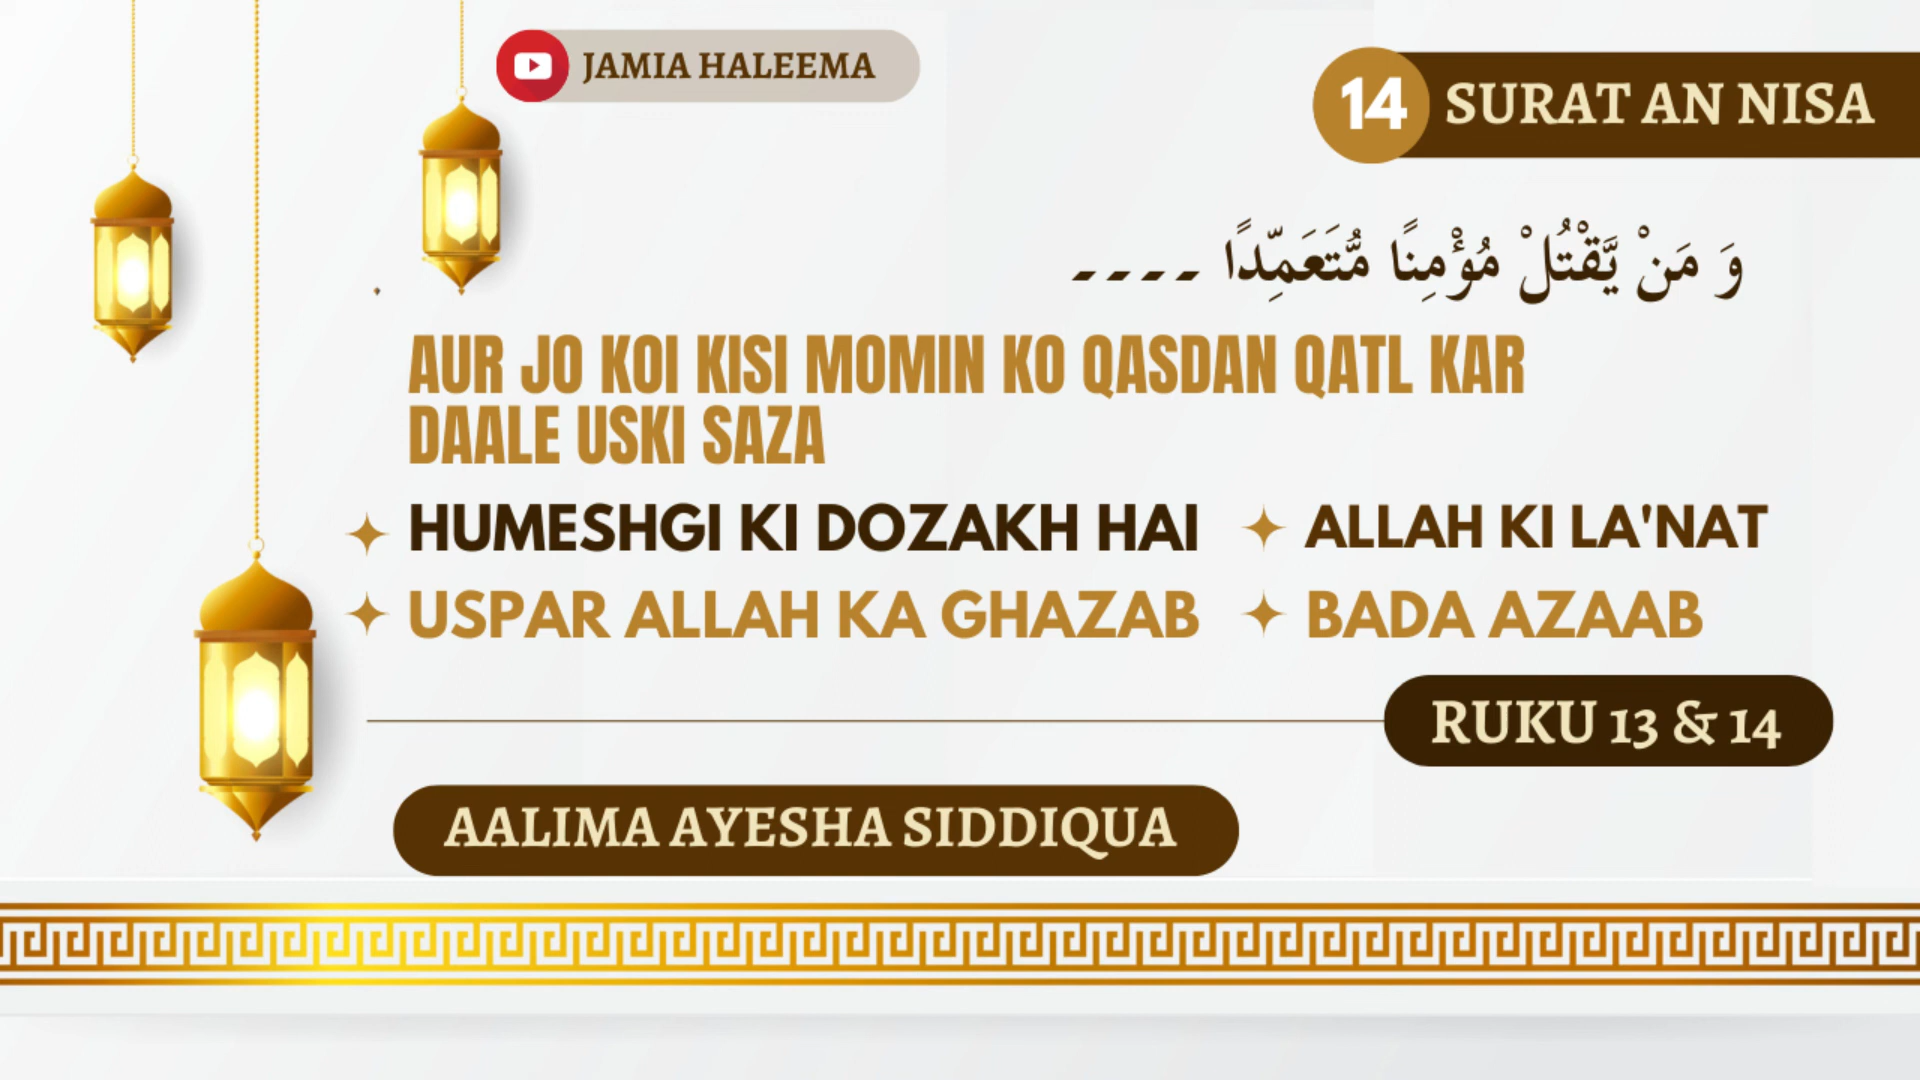 JAMIA HALEEMA
14 SURAT AN NISA
وَ مَنْ يَّقْتُلْ مُؤْمِنًا مُّتَعَمِّدًا ----
AUR JO KOI KISI MOMIN KO QASDAN QATL KAR
DAALE USKI SAZA
HUMESHGI KI DOZAKH HAI
ALLAH KI LA'NAT
USPAR ALLAH KA GHAZAB
BADA AZAAB
RUKU 13 & 14
AALIMA AYESHA SIDDIQUA